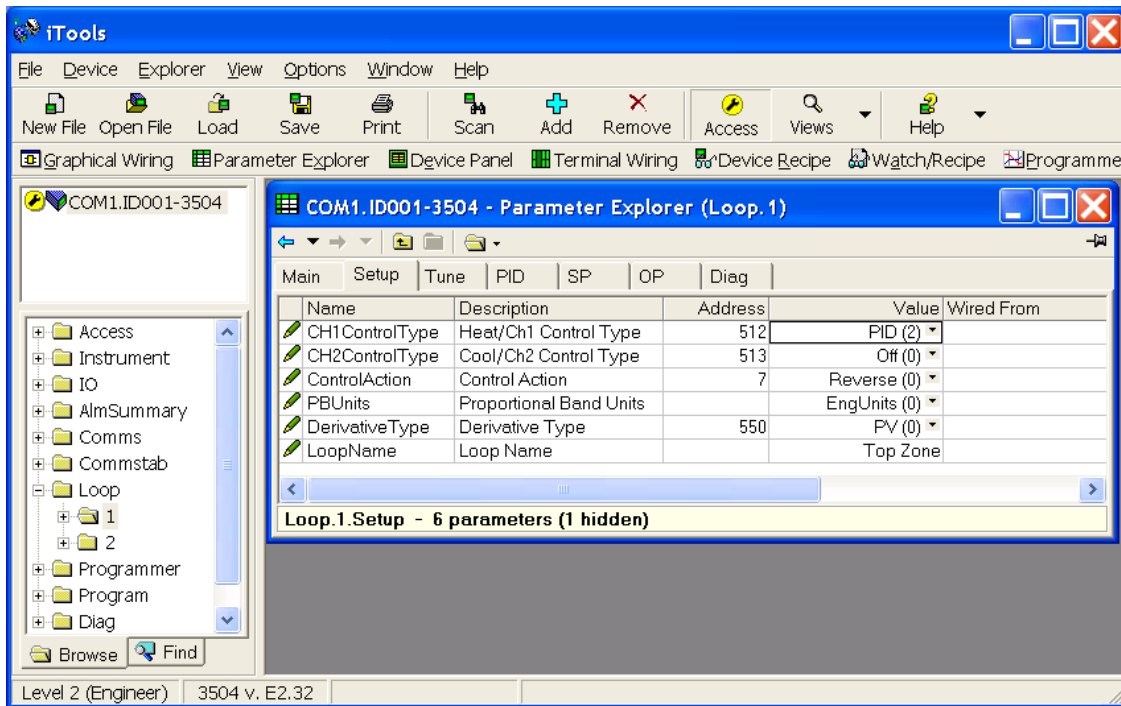 iTools
File Device Explorer View Options Window Help
New File Open File Load Save Print Scan Add Remove Access Views Help
Graphical Wiring Parameter Explorer Device Panel Terminal Wiring Device Recipe Watch/Recipe Programme
COM1.ID001-3504
COM1.ID001-3504 - Parameter Explorer (Loop.1)
Main Setup Tune PID SP OP Diag
Name Description Address Value Wired From
CH1ControlType Heat/Ch1 Control Type 512 PID (2)
CH2ControlType Cool/Ch2 Control Type 513 Off (0)
ControlAction Control Action 7 Reverse (0)
PBUnits Proportional Band Units EngUnits (0)
DerivativeType Derivative Type 550 PV (0)
LoopName Loop Name Top Zone
Loop.1.Setup - 6 parameters (1 hidden)
Access
Instrument
IO
AlmSummary
Comms
Commstab
Loop
1
2
Programmer
Program
Diag
Browse Find
Level 2 (Engineer) 3504 v. E2.32